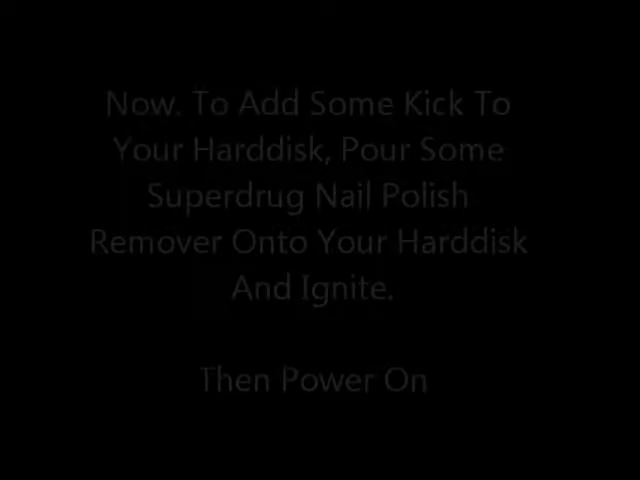 Now. To Add Some Kick To
Your Harddisk, Pour Some
Superdrug Nail Polish
Remover Onto Your Harddisk
And Ignite.
Then Power On